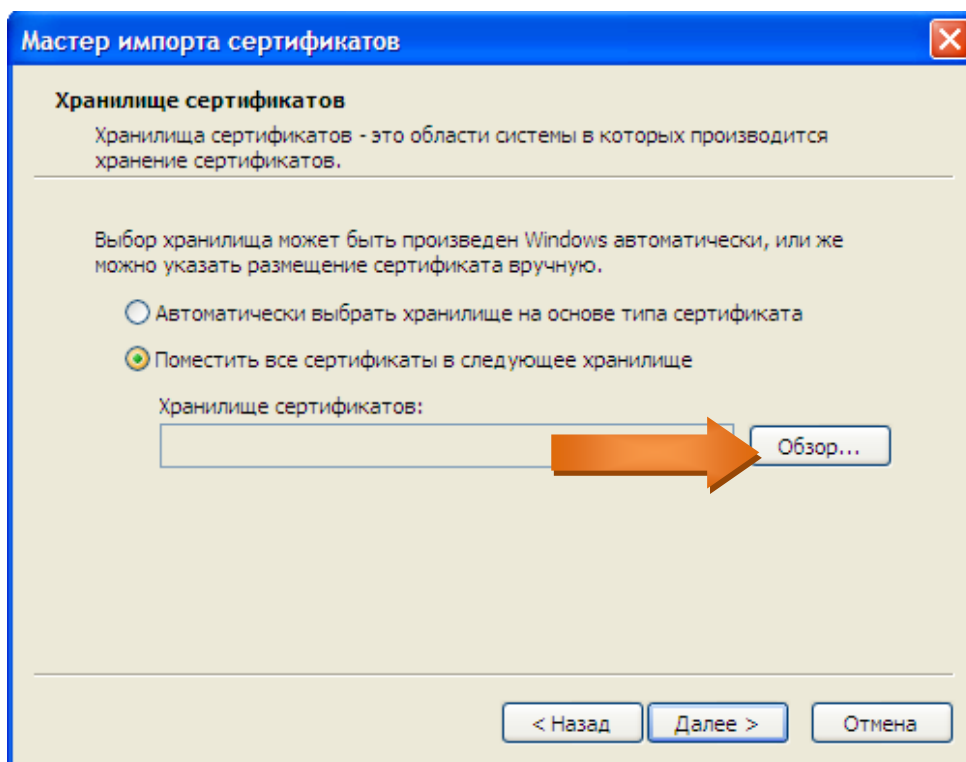 Мастер импорта сертификатов
Хранилище сертификатов
Хранилища сертификатов - это области системы в которых производится
хранение сертификатов.
Выбор хранилища может быть произведен Windows автоматически, или же
можно указать размещение сертификата вручную.
Автоматически выбрать хранилище на основе типа сертификата
Поместить все сертификаты в следующее хранилище
Хранилище сертификатов:
Обзор...
< Назад
Далее >
Отмена